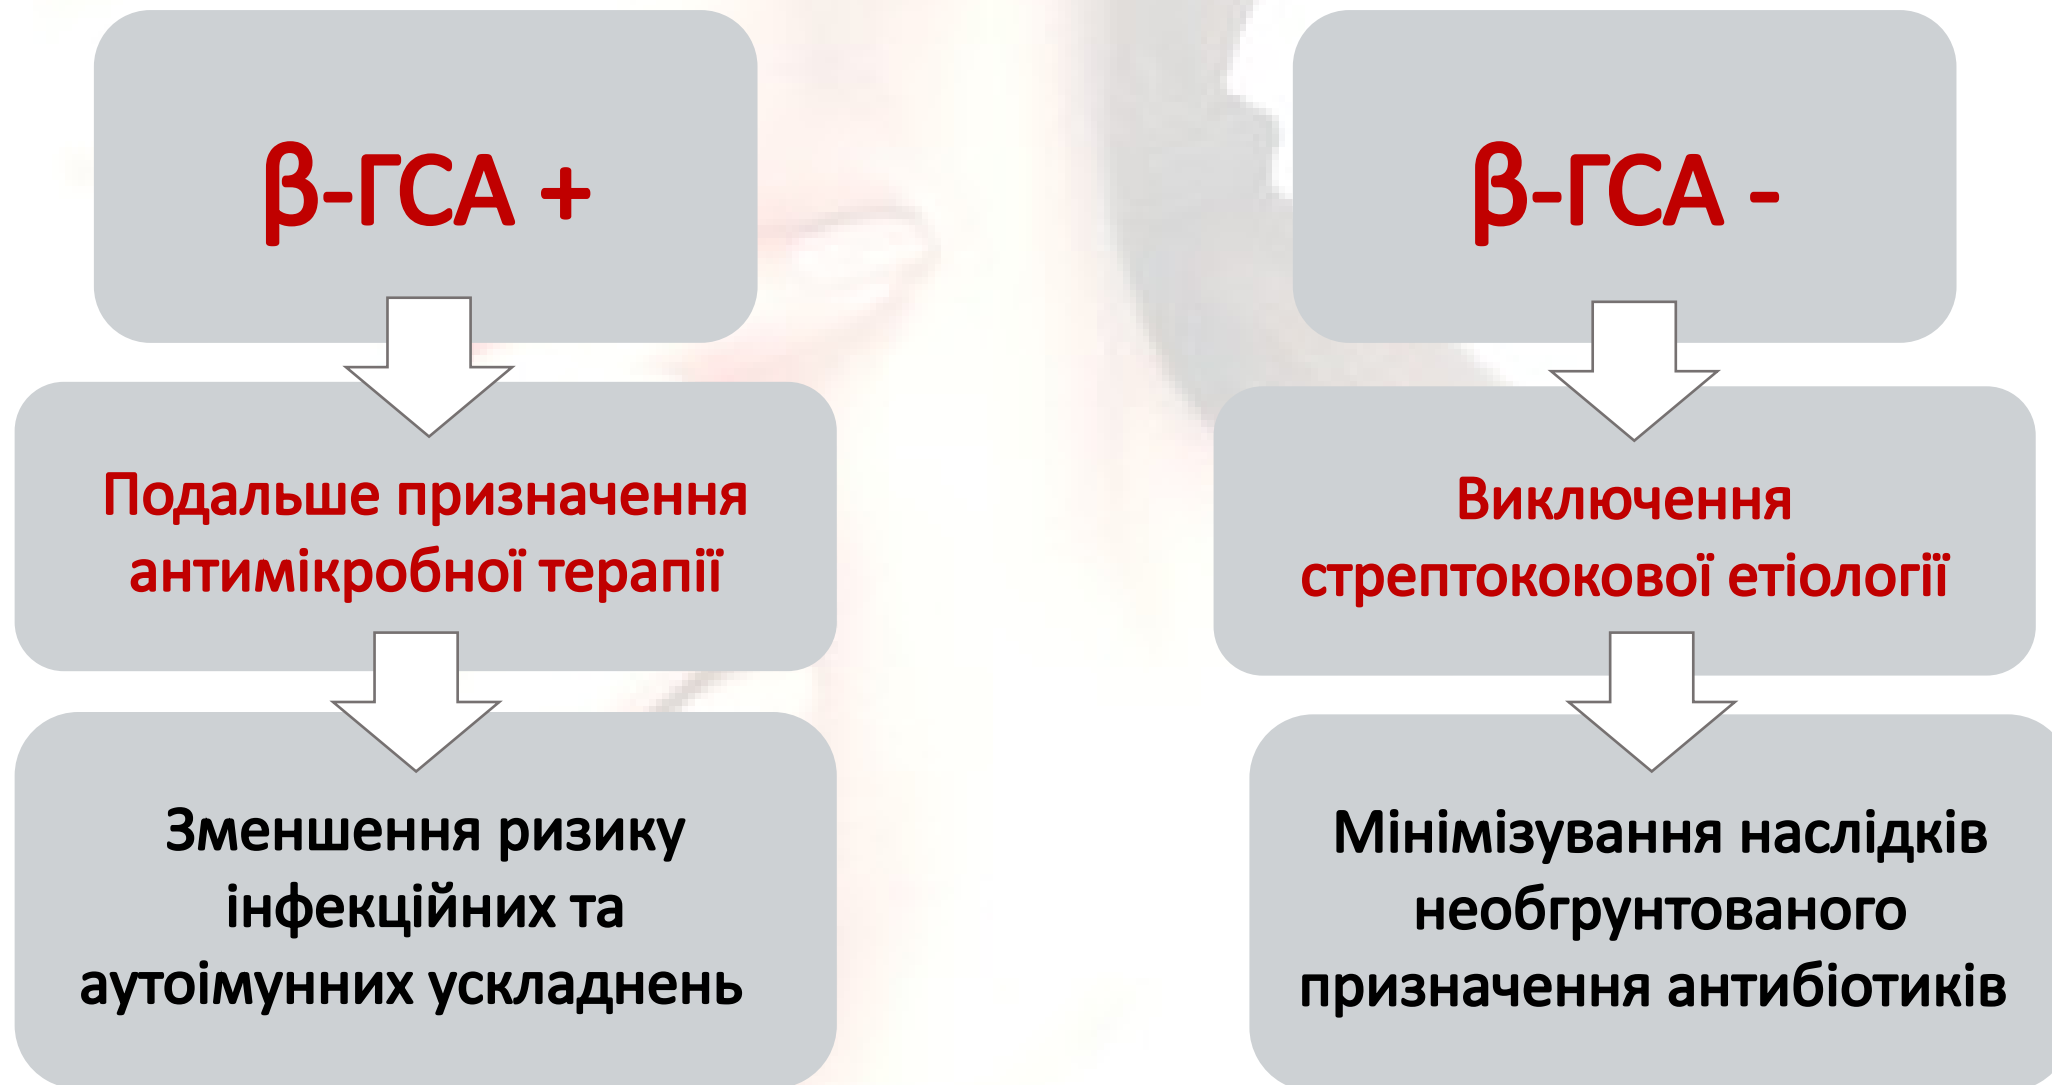 β-ГСА +
Подальше призначення
антимікробної терапії
Зменшення ризику
інфекційних та
аутоімунних ускладнень
β-ГСА -
Виключення
стрептококової етіології
Мінімізування наслідків
необгрунтованого
призначення антибіотиків